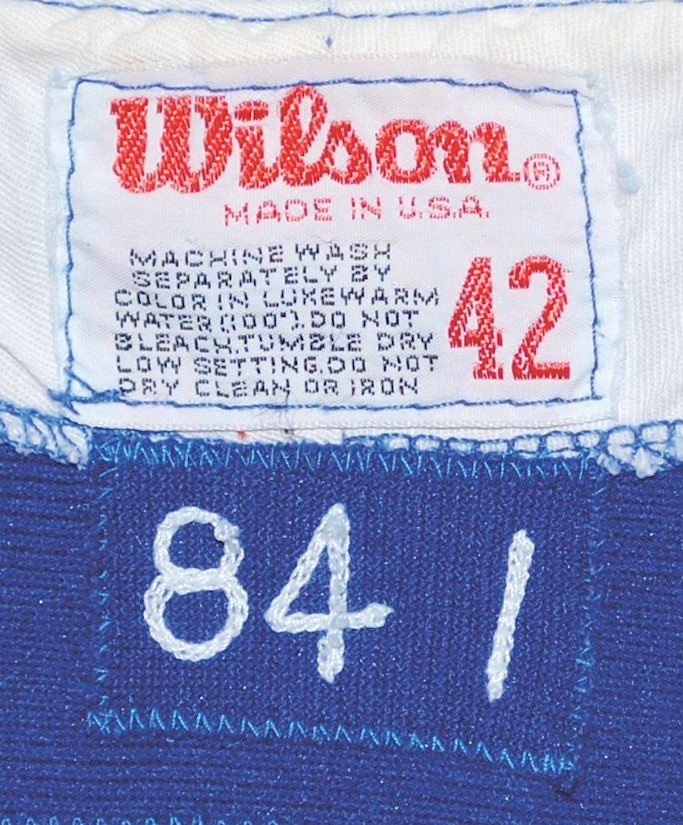 Wilson®
MADE IN U.S.A.
MACHINE WASH
SEPARATELY BY
COLOR IN LUKEWARM
WATER (100°). DO NOT
BLEACH. TUMBLE DRY
LOW SETTING. DO NOT
DRY CLEAN OR IRON
42
84 1